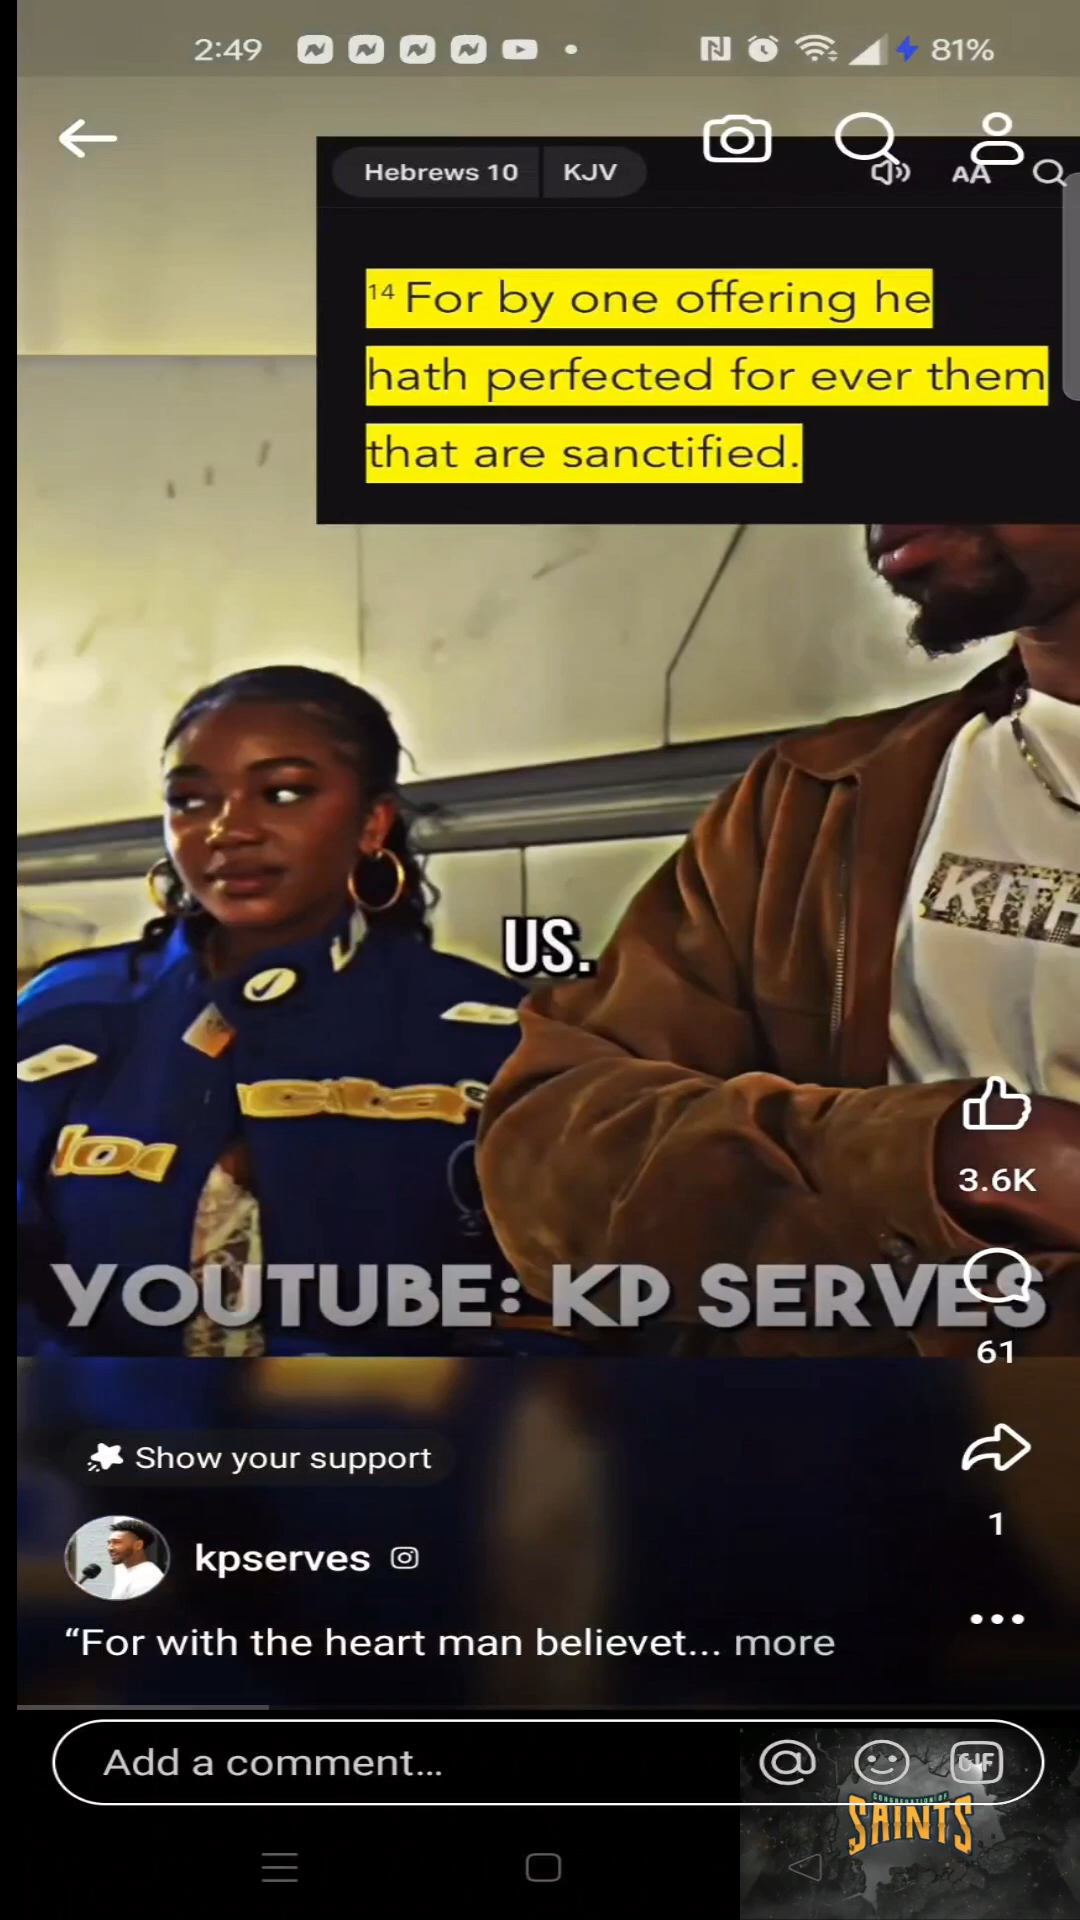 2:49
81%
Hebrews 10 KJV
AA
14 For by one offering he
hath perfected for ever them
that are sanctified.
KITH
US.
3.6K
YOUTUBE: KP SERVES
61
Show your support
1
kpserves
“For with the heart man believet... more
Add a comment...
GIF
CONGREGATION OF
SAINTS